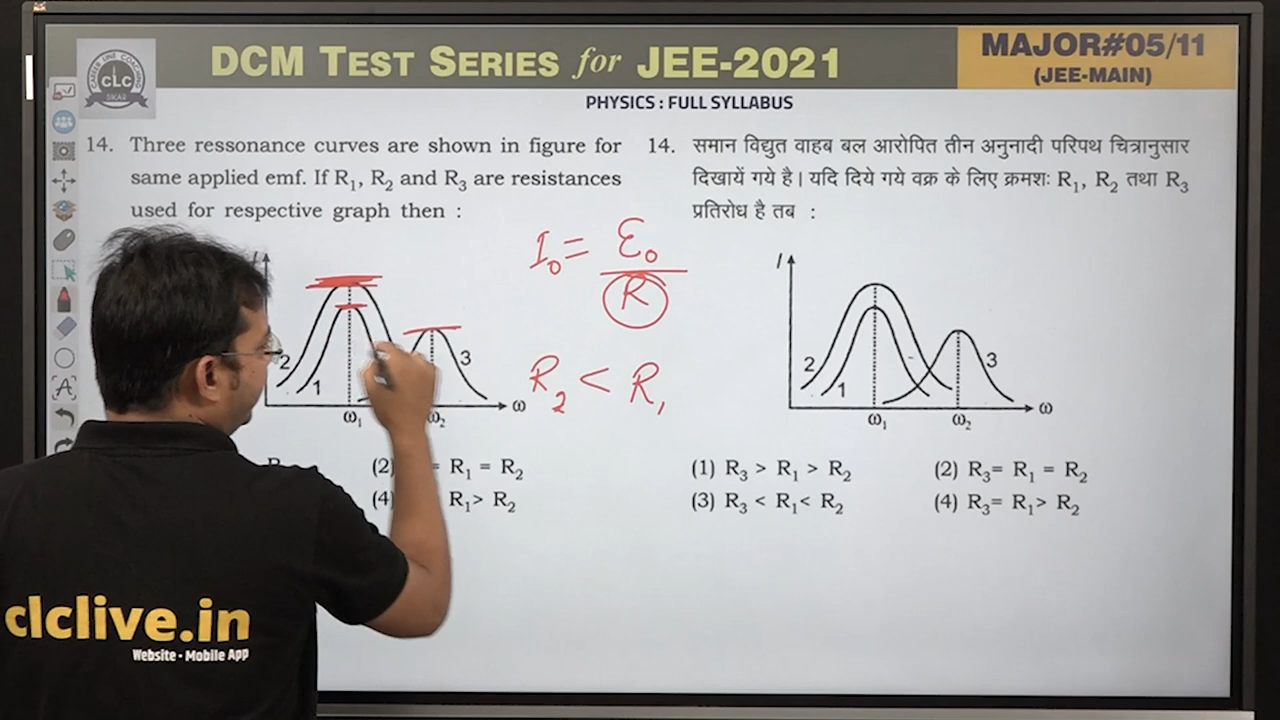 DCM TEST SERIES for JEE-2021
MAJOR#05/11
(JEE-MAIN)
CAREER LINE COACHING
CLC
SIKAR
PHYSICS : FULL SYLLABUS
14. Three ressonance curves are shown in figure for
same applied emf. If R₁, R₂ and R₃ are resistances
used for respective graph then :
2
1
3
ω₁
ω₂
ω
(2) = R₁ = R₂
(4) R₁> R₂
I₀ = ε₀
R
R₂ < R₁
14. समान विद्युत वाहब बल आरोपित तीन अनुनादी परिपथ चित्रानुसार
दिखायें गये है। यदि दिये गये वक्र के लिए क्रमशः R₁, R₂ तथा R₃
प्रतिरोध है तब :
I
2
1
3
ω₁
ω₂
ω
(1) R₃ > R₁ > R₂
(2) R₃= R₁ = R₂
(3) R₃ < R₁< R₂
(4) R₃= R₁> R₂
clclive.in
Website • Mobile App